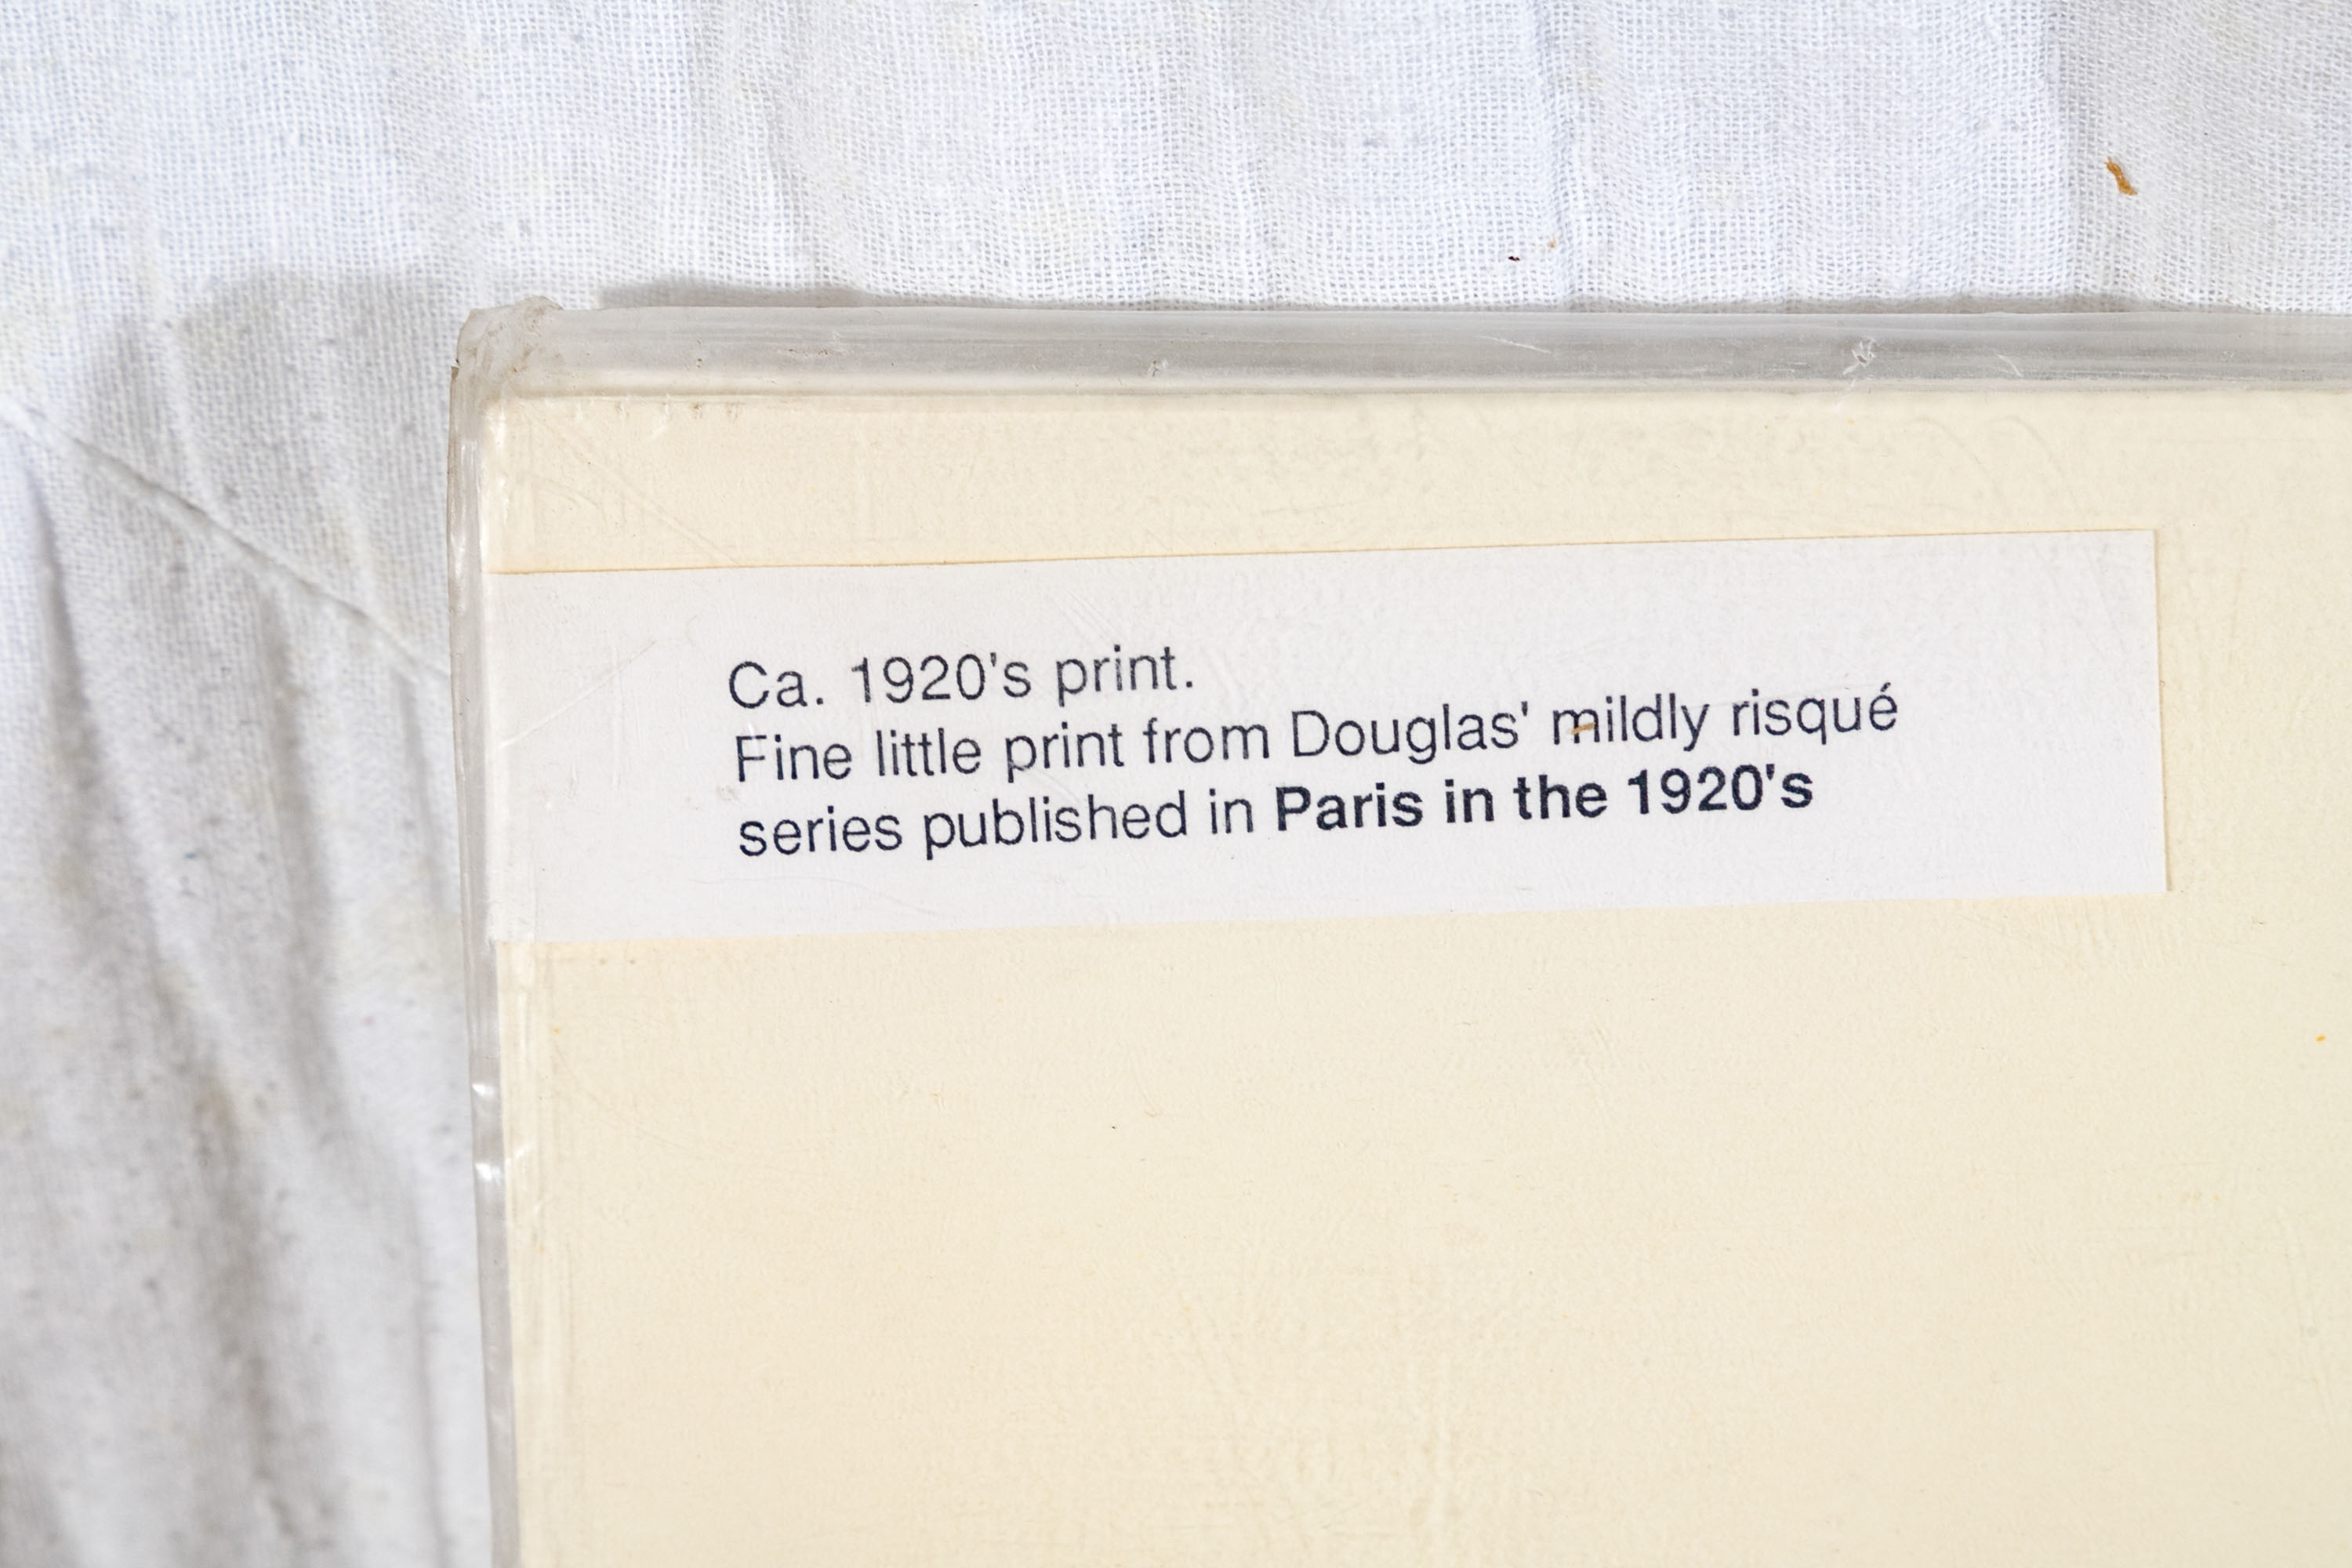 Ca. 1920's print.
Fine little print from Douglas' mildly risqué
series published in Paris in the 1920's